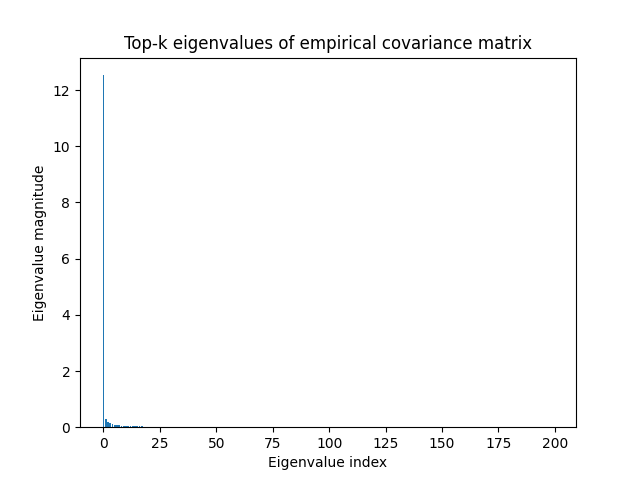 Top-k eigenvalues of empirical covariance matrix
12
10
8
6
4
2
0
Eigenvalue magnitude
0 25 50 75 100 125 150 175 200
Eigenvalue index